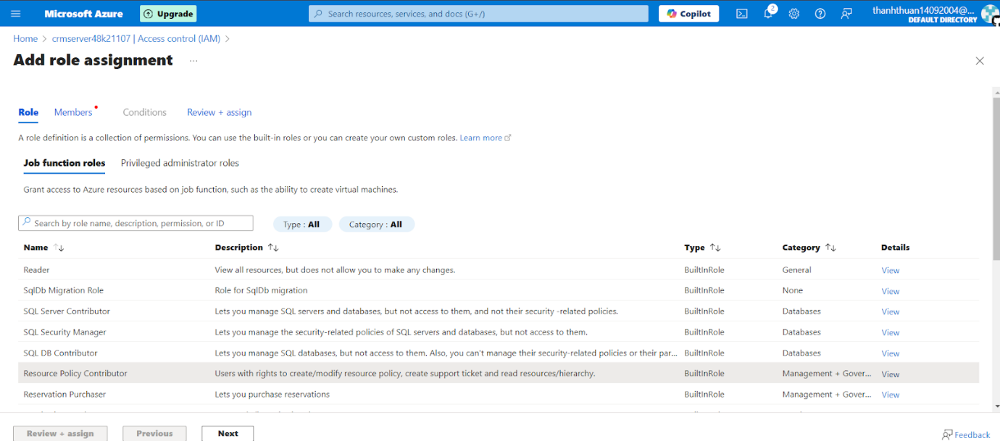 Microsoft Azure Upgrade Search resources, services, and docs (G+/) Copilot 2 thanhthuan14092004@...
DEFAULT DIRECTORY
Home > crmserver48k21107 | Access control (IAM) >
Add role assignment ...
Role Members Conditions Review + assign
A role definition is a collection of permissions. You can use the built-in roles or you can create your own custom roles. Learn more
Job function roles Privileged administrator roles
Grant access to Azure resources based on job function, such as the ability to create virtual machines.
Search by role name, description, permission, or ID Type : All Category : All
Name Description Type Category Details
Reader View all resources, but does not allow you to make any changes. BuiltInRole General View
SqlDb Migration Role Role for SqlDb migration BuiltInRole None View
SQL Server Contributor Lets you manage SQL servers and databases, but not access to them, and not their security -related policies. BuiltInRole Databases View
SQL Security Manager Lets you manage the security-related policies of SQL servers and databases, but not access to them. BuiltInRole Databases View
SQL DB Contributor Lets you manage SQL databases, but not access to them. Also, you can't manage their security-related policies or their par... BuiltInRole Databases View
Resource Policy Contributor Users with rights to create/modify resource policy, create support ticket and read resources/hierarchy. BuiltInRole Management + Gover... View
Reservation Purchaser Lets you purchase reservations BuiltInRole Management + Gover... View
Review + assign Previous Next Feedback